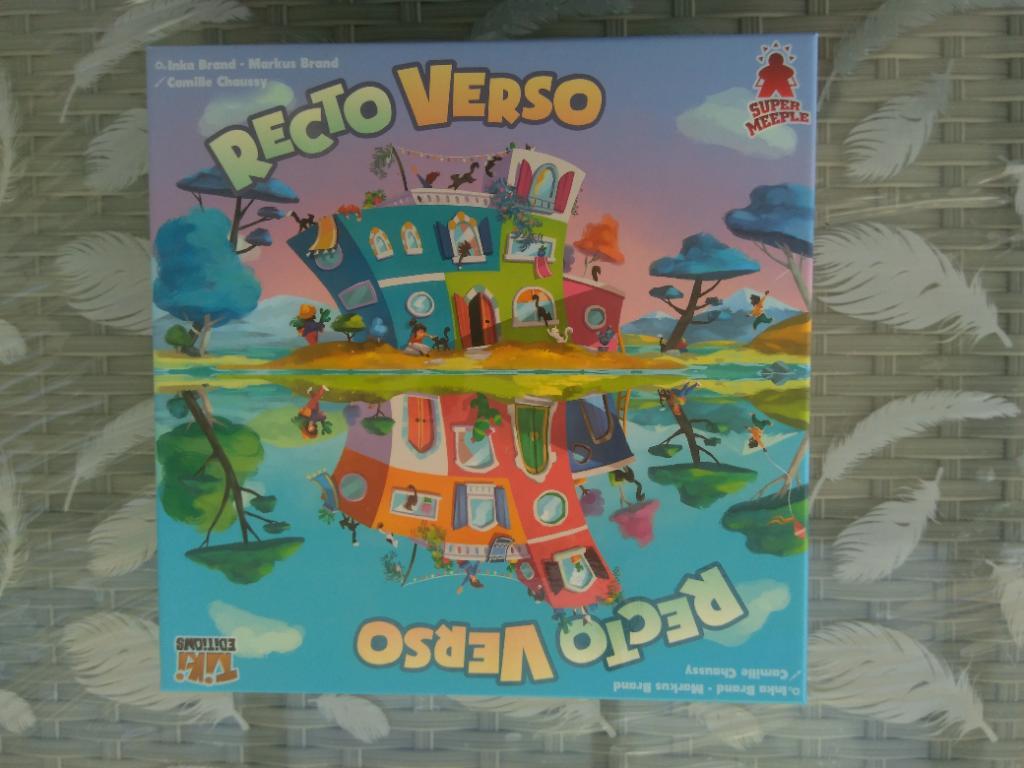 Inka Brand - Markus Brand
Camille Chaussy
RECTO VERSO
SUPER
MEEPLE
RECTO VERSO
Camille Chaussy
Inka Brand - Markus Brand
Tiki
EDITIONS